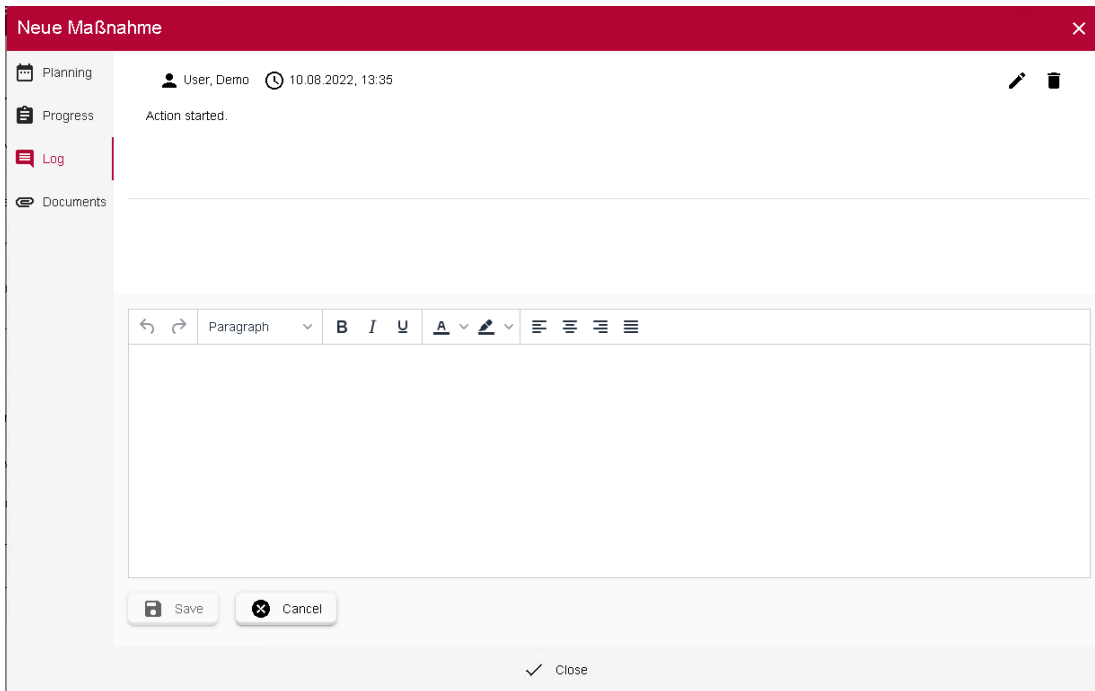 Neue Maßnahme
Planning
Progress
Log
Documents
User, Demo 10.08.2022, 13:35
Action started.
Paragraph B I U A
Save Cancel
Close